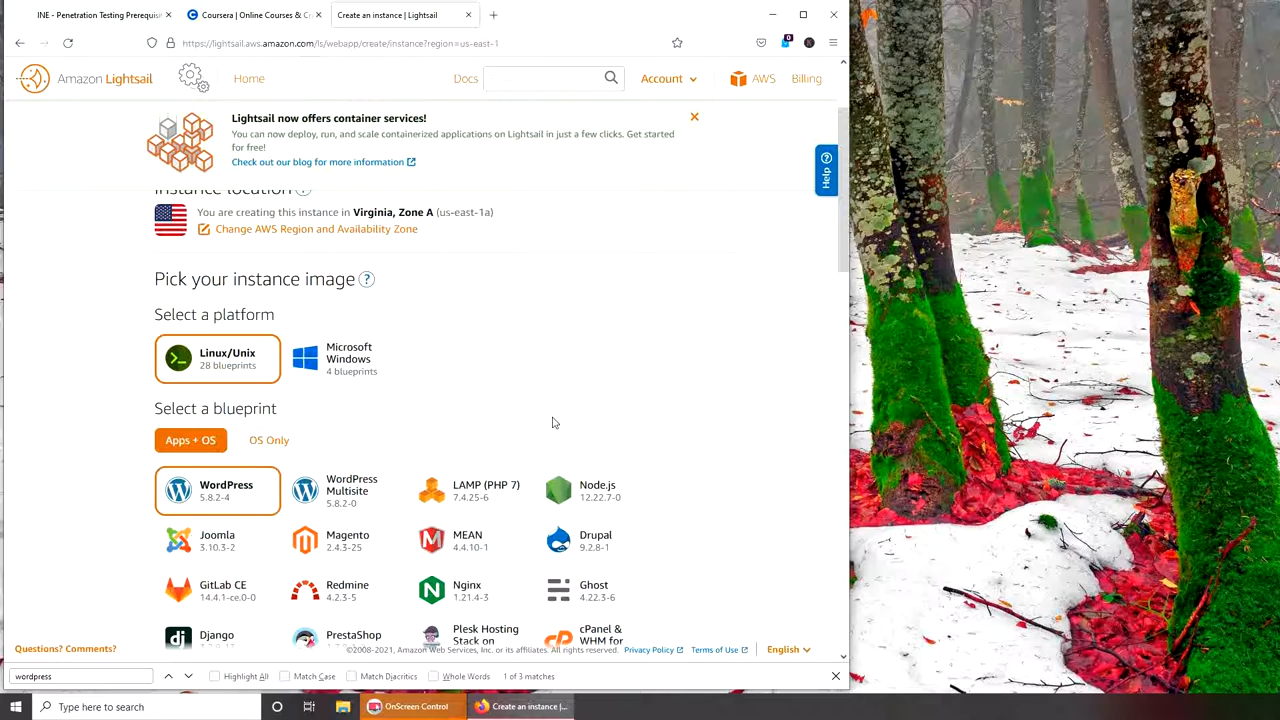 INE - Penetration Testing Prerequisi
Coursera | Online Courses & Cr
Create an instance | Lightsail
https://lightsail.aws.amazon.com/ls/webapp/create/instance?region=us-east-1
0
Amazon Lightsail
Home
Docs
Account
AWS
Billing
Lightsail now offers container services!
You can now deploy, run, and scale containerized applications on Lightsail in just a few clicks. Get started
for free!
Check out our blog for more information
Help
Instance location
You are creating this instance in Virginia, Zone A (us-east-1a)
Change AWS Region and Availability Zone
Pick your instance image
Select a platform
Linux/Unix
28 blueprints
Microsoft
Windows
4 blueprints
Select a blueprint
Apps + OS
OS Only
WordPress
5.8.2-4
WordPress
Multisite
5.8.2-0
LAMP (PHP 7)
7.4.25-6
Node.js
12.22.7-0
Joomla
3.10.3-2
Magento
2.4.3-25
MEAN
4.4.10-1
Drupal
9.2.8-1
GitLab CE
14.4.1-ce.0-0
Redmine
4.2.3-5
Nginx
1.21.4-3
Ghost
4.22.3-6
dj
Django
PrestaShop
Plesk Hosting
Stack on
cP
cPanel &
WHM for
Questions? Comments?
©2008-2021, Amazon Web Services, Inc. or its affiliates. All rights reserved.
Privacy Policy
Terms of Use
English
wordpress
Highlight All
Match Case
Match Diacritics
Whole Words
1 of 3 matches
Type here to search
OnScreen Control
Create an instance |...